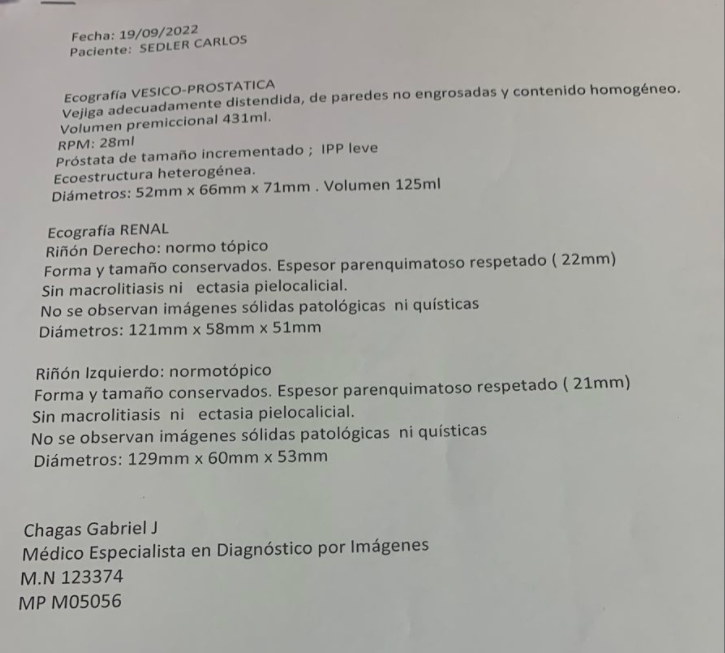 Fecha: 19/09/2022
Paciente: SEDLER CARLOS
Ecografía VESICO-PROSTATICA
Vejiga adecuadamente distendida, de paredes no engrosadas y contenido homogéneo.
Volumen premiccional 431ml.
RPM: 28ml
Próstata de tamaño incrementado ; IPP leve
Ecoestructura heterogénea.
Diámetros: 52mm x 66mm x 71mm . Volumen 125ml
Ecografía RENAL
Riñón Derecho: normo tópico
Forma y tamaño conservados. Espesor parenquimatoso respetado ( 22mm)
Sin macrolitiasis ni ectasia pielocalicial.
No se observan imágenes sólidas patológicas ni quísticas
Diámetros: 121mm x 58mm x 51mm
Riñón Izquierdo: normotópico
Forma y tamaño conservados. Espesor parenquimatoso respetado ( 21mm)
Sin macrolitiasis ni ectasia pielocalicial.
No se observan imágenes sólidas patológicas ni quísticas
Diámetros: 129mm x 60mm x 53mm
Chagas Gabriel J
Médico Especialista en Diagnóstico por Imágenes
M.N 123374
MP M05056